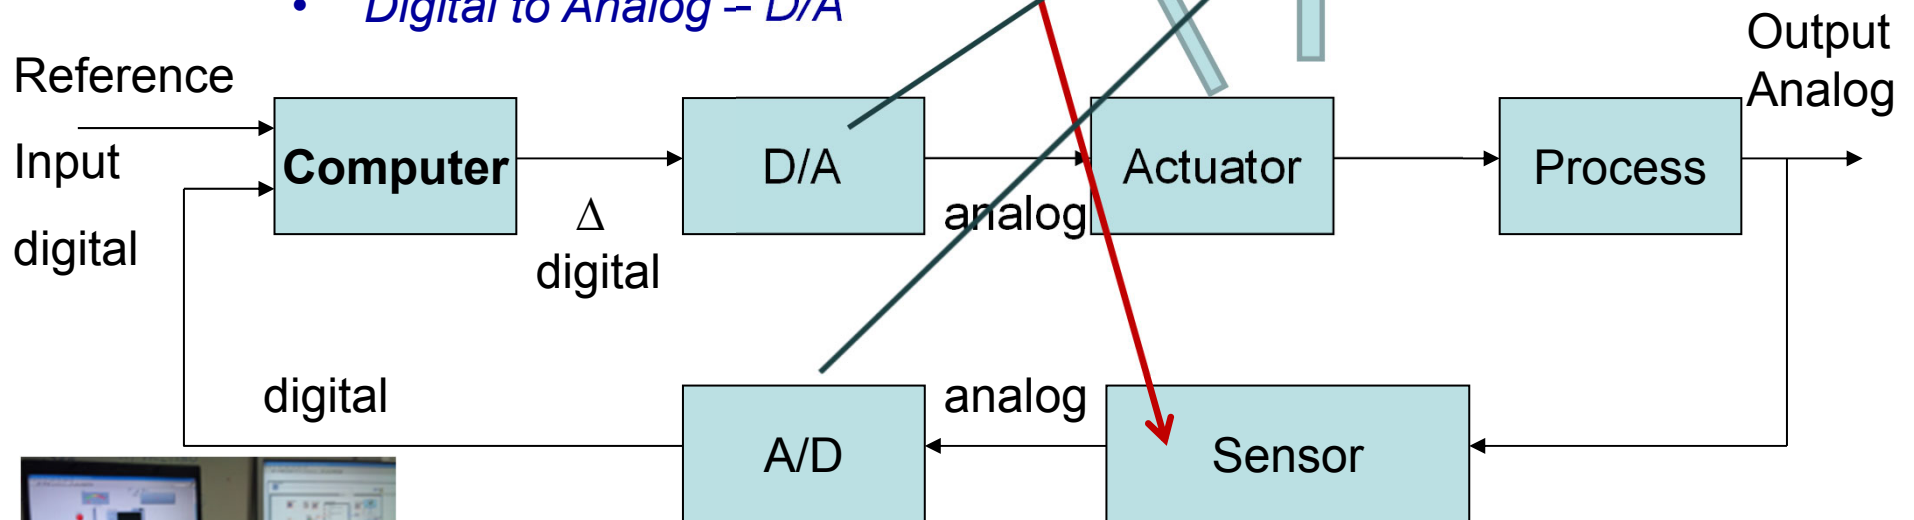 • Digital to Analog – D/A
Output
Analog
Reference
Input
digital
Computer
Δ
digital
D/A
analog
Actuator
Process
digital
A/D
analog
Sensor